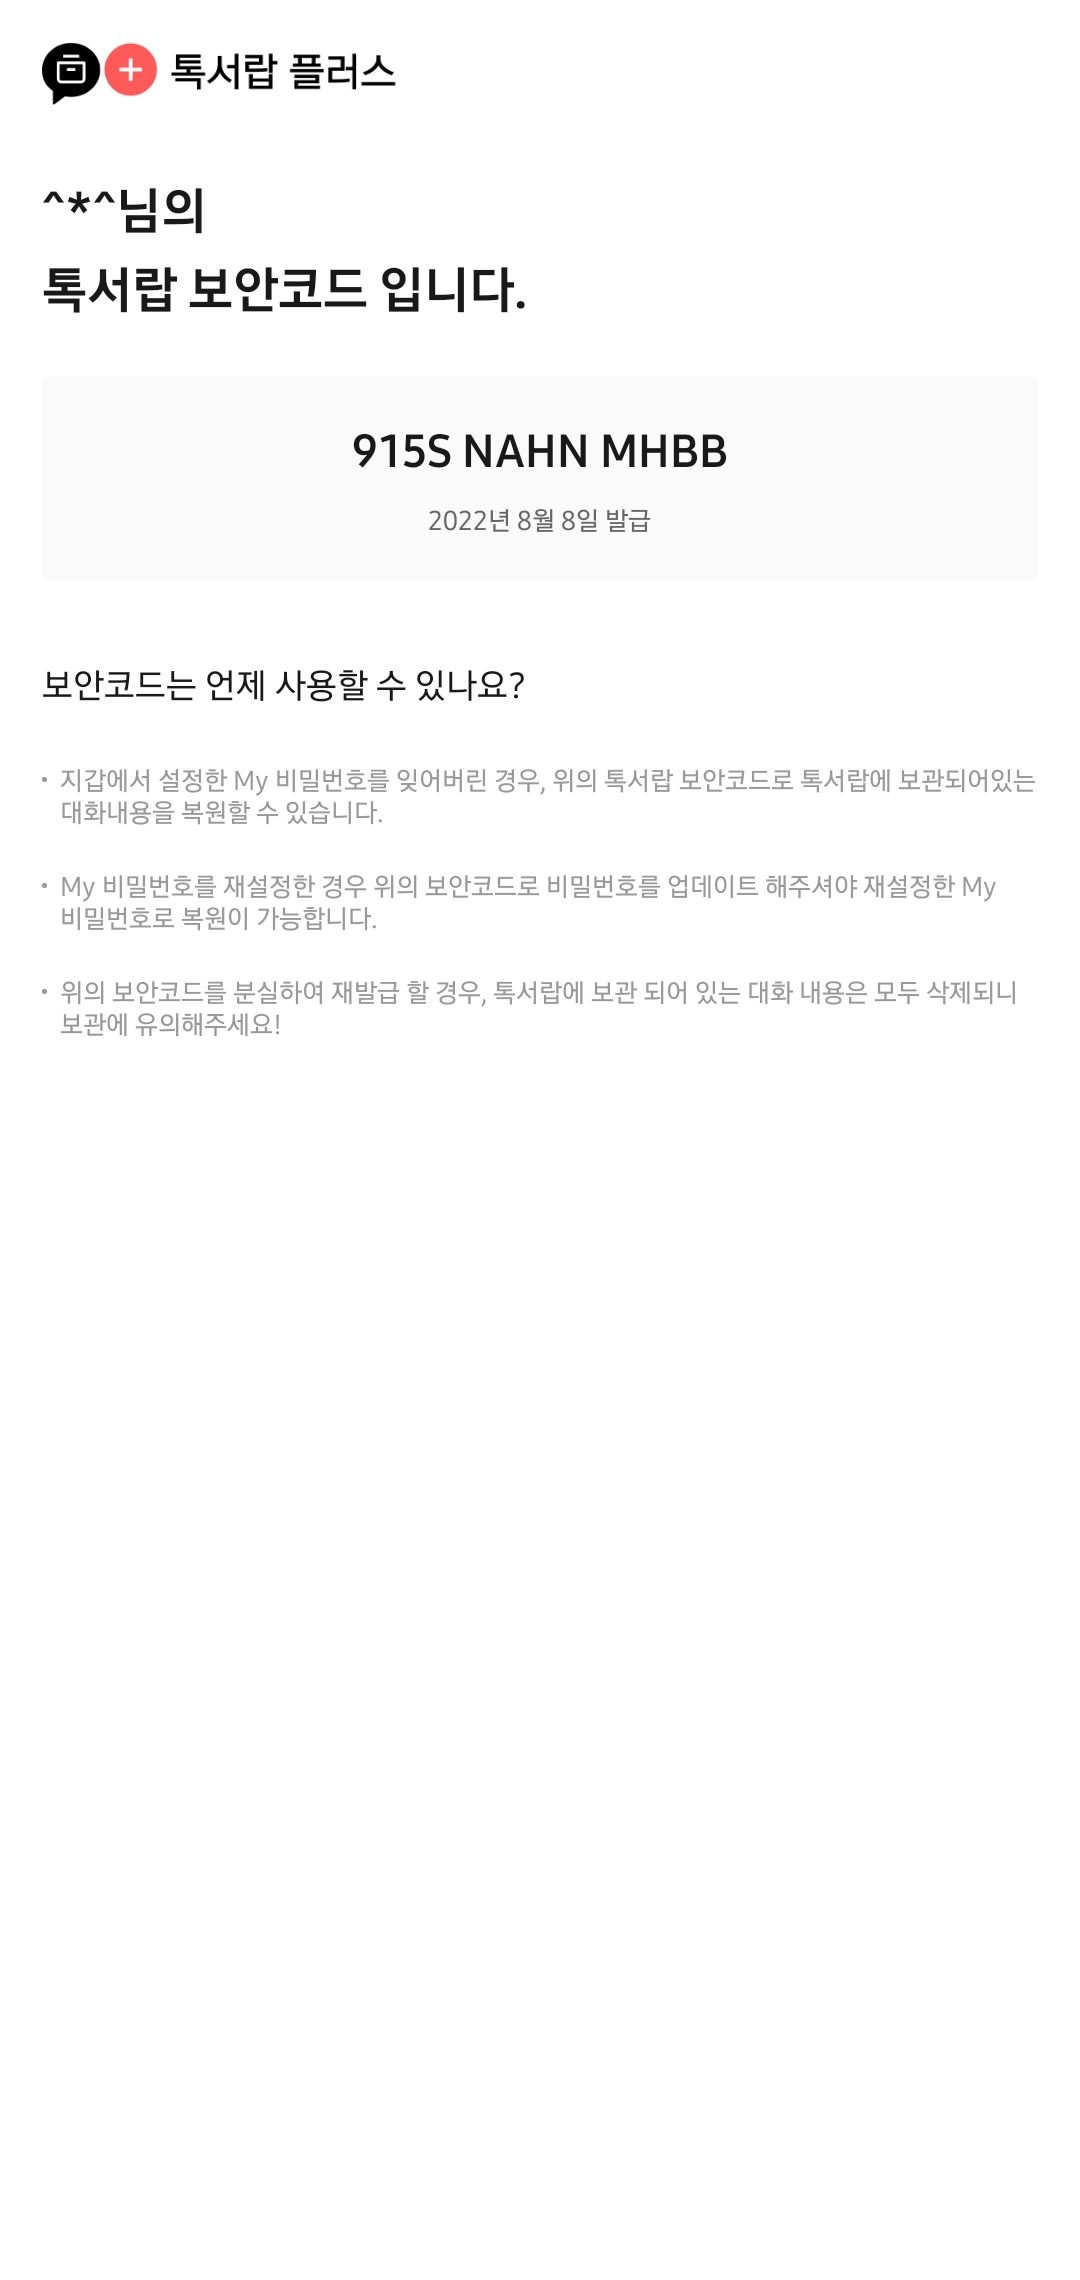 톡서랍 플러스
^*^님의
톡서랍 보안코드 입니다.
915S NAHN MHBB
2022년 8월 8일 발급
보안코드는 언제 사용할 수 있나요?
• 지갑에서 설정한 My 비밀번호를 잊어버린 경우, 위의 톡서랍 보안코드로 톡서랍에 보관되어있는
대화내용을 복원할 수 있습니다.
• My 비밀번호를 재설정한 경우 위의 보안코드로 비밀번호를 업데이트 해주셔야 재설정한 My
비밀번호로 복원이 가능합니다.
• 위의 보안코드를 분실하여 재발급 할 경우, 톡서랍에 보관 되어 있는 대화 내용은 모두 삭제되니
보관에 유의해주세요!